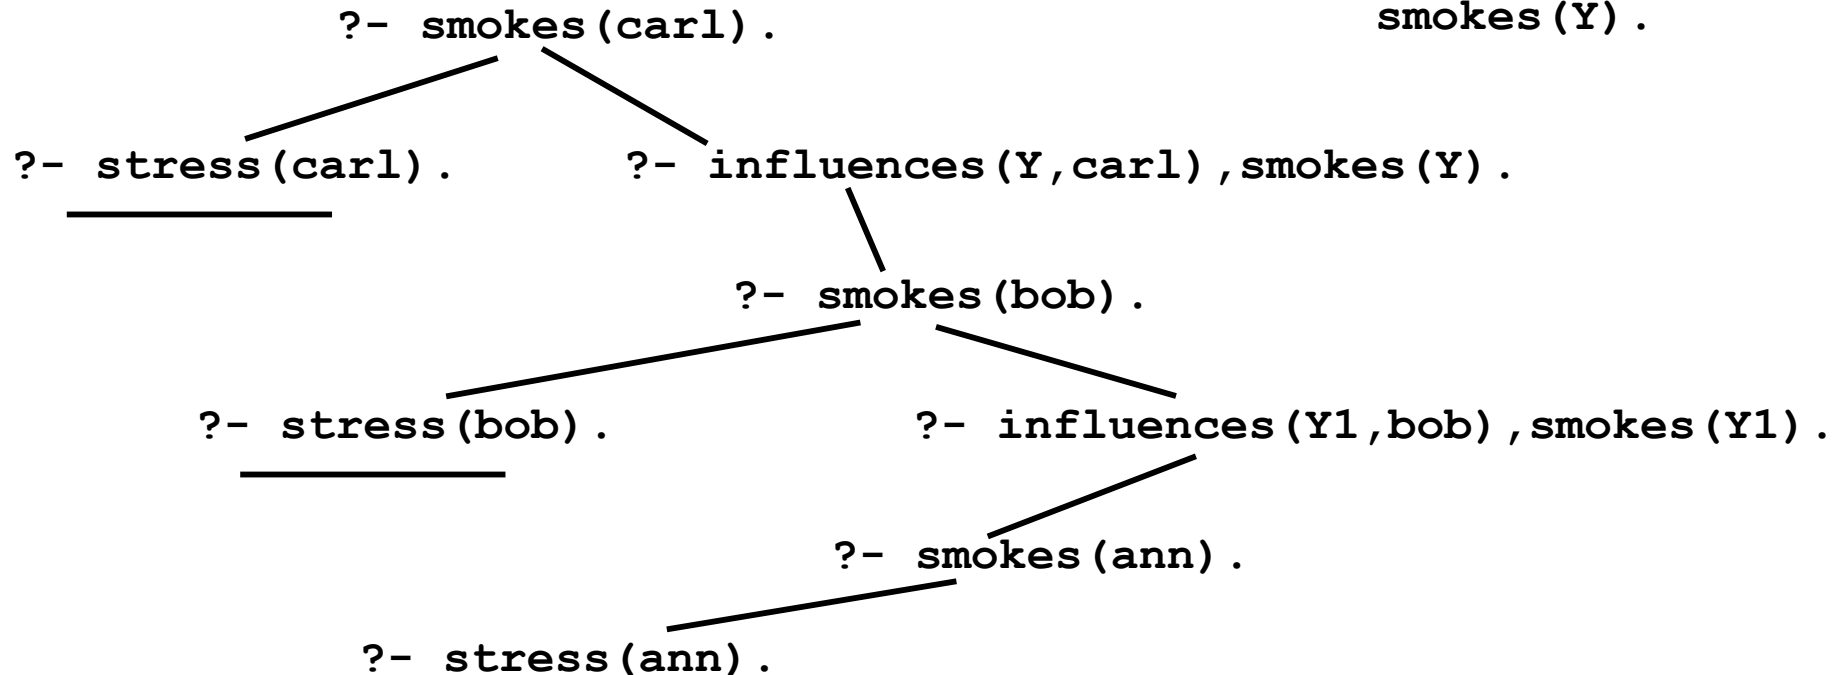 ?- smokes(carl).
smokes(Y).
?- stress(carl).
?- influences(Y,carl),smokes(Y).
?- smokes(bob).
?- stress(bob).
?- influences(Y1,bob),smokes(Y1).
?- smokes(ann).
?- stress(ann).